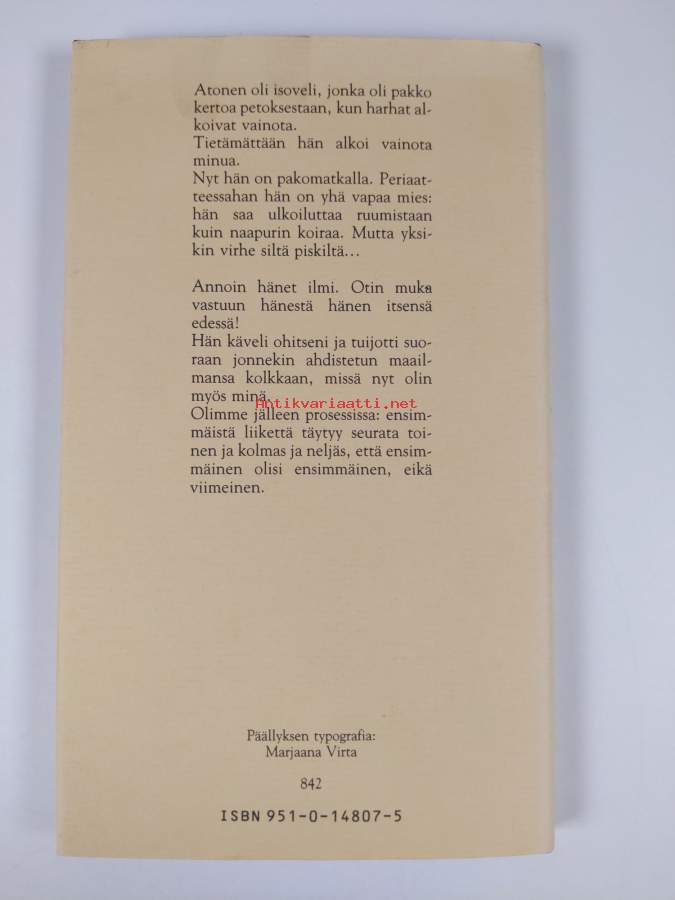 Atonen oli isoveli, jonka oli pakko
kertoa petoksestaan, kun harhat al-
koivat vainota.
Tietämättään hän alkoi vainota
minua.
Nyt hän on pakomatkalla. Periaat-
teessahan hän on yhä vapaa mies:
hän saa ulkoiluttaa ruumistaan
kuin naapurin koiraa. Mutta yksi-
kin virhe siltä piskiltä...
Annoin hänet ilmi. Otin muka
vastuun hänestä hänen itsensä
edessä!
Hän käveli ohitseni ja tuijotti suo-
raan jonnekin ahdistetun maail-
mansa kolkkaan, missä nyt olin
myös minä.
Antikvariaatti.net
Olimme jälleen prosessissa: ensim-
mäistä liikettä täytyy seurata toi-
nen ja kolmas ja neljäs, että ensim-
mäinen olisi ensimmäinen, eikä
viimeinen.
Päällyksen typografia:
Marjaana Virta
842
ISBN 951-0-14807-5